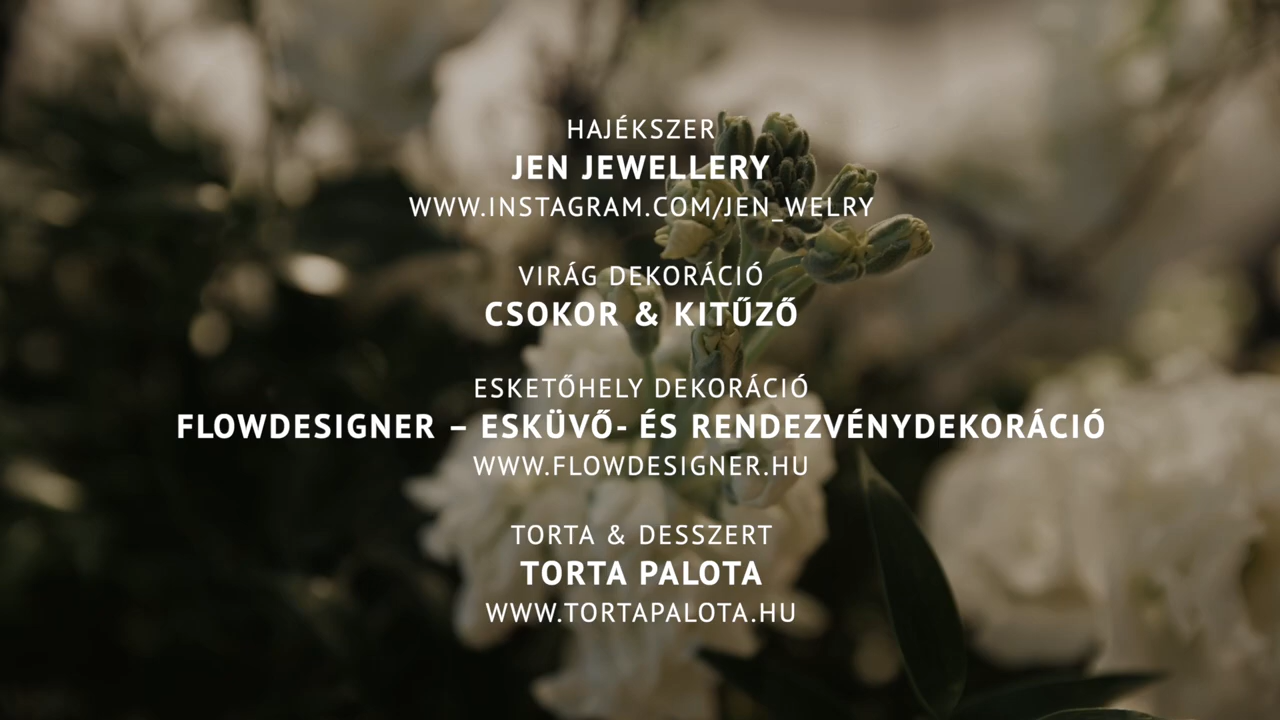 HAJÉKSZER
JEN JEWELLERY
WWW.INSTAGRAM.COM/JEN_WELRY
VIRÁG DEKORÁCIÓ
CSOKOR & KITŰZŐ
ESKETŐHELY DEKORÁCIÓ
FLOWDESIGNER – ESKÜVŐ- ÉS RENDEZVÉNYDEKORÁCIÓ
WWW.FLOWDESIGNER.HU
TORTA & DESSZERT
TORTA PALOTA
WWW.TORTAPALOTA.HU